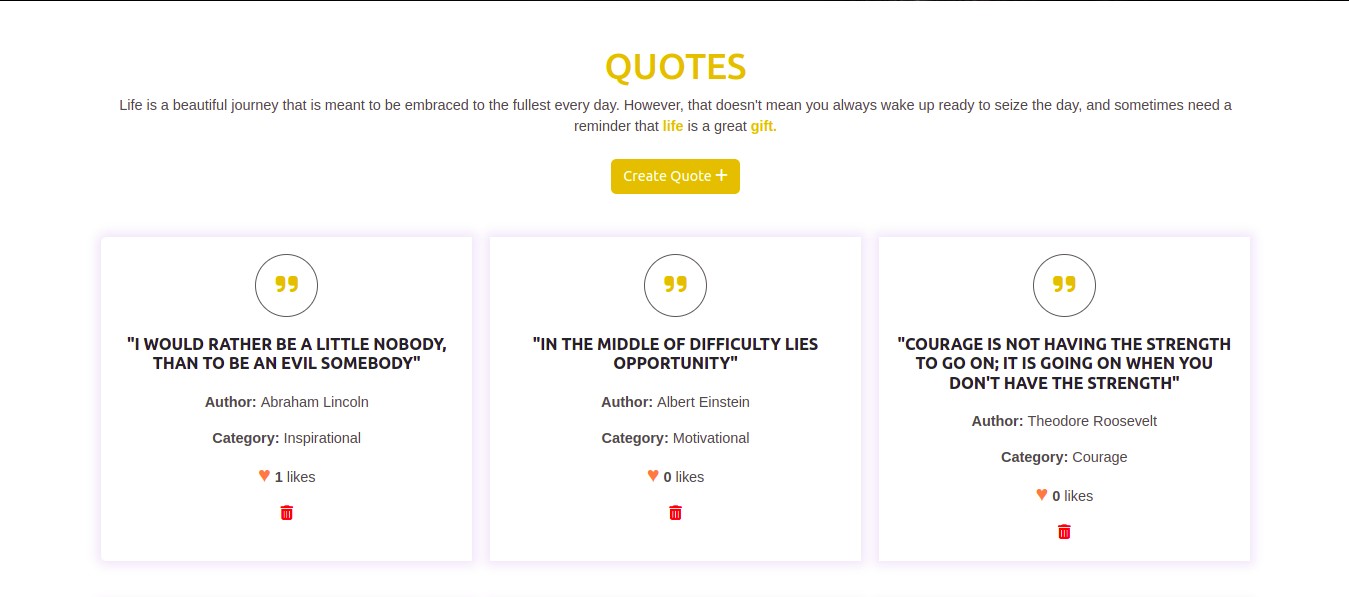 QUOTES
Life is a beautiful journey that is meant to be embraced to the fullest every day. However, that doesn't mean you always wake up ready to seize the day, and sometimes need a
reminder that life is a great gift.
Create Quote +
"I WOULD RATHER BE A LITTLE NOBODY,
THAN TO BE AN EVIL SOMEBODY"
Author: Abraham Lincoln
Category: Inspirational
♥ 1 likes
"IN THE MIDDLE OF DIFFICULTY LIES
OPPORTUNITY"
Author: Albert Einstein
Category: Motivational
♥ 0 likes
"COURAGE IS NOT HAVING THE STRENGTH
TO GO ON; IT IS GOING ON WHEN YOU
DON'T HAVE THE STRENGTH"
Author: Theodore Roosevelt
Category: Courage
♥ 0 likes